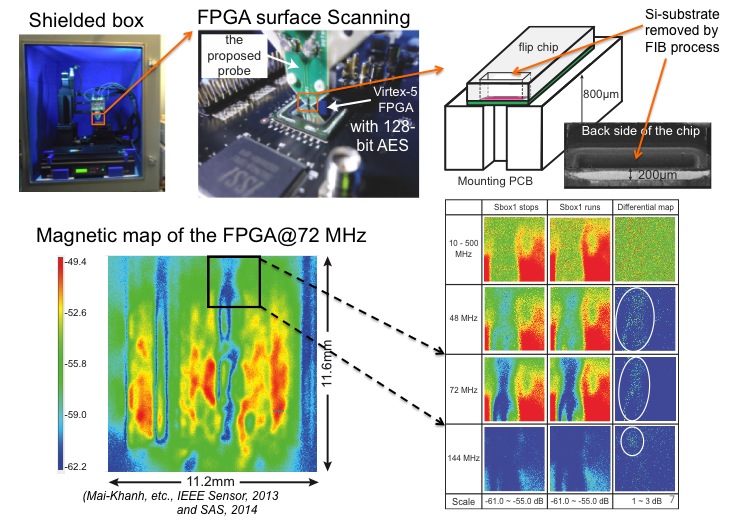 Shielded box
FPGA surface Scanning
the
proposed
probe
Virtex-5
FPGA
with 128-
bit AES
ISSI
Si-substrate
removed by
FIB process
flip chip
800μm
Mounting PCB
Back side of the chip
200μm
Magnetic map of the FPGA@72 MHz
-49.4
-52.6
-55.8
-59.0
-62.2
11.6mm
11.2mm
(Mai-Khanh, etc., IEEE Sensor, 2013
and SAS, 2014
Sbox1 stops Sbox1 runs Differential map
10 - 500
MHz
48 MHz
72 MHz
144 MHz
Scale -61.0 ~ -55.0 dB -61.0 ~ -55.0 dB 1 ~ 3 dB
7